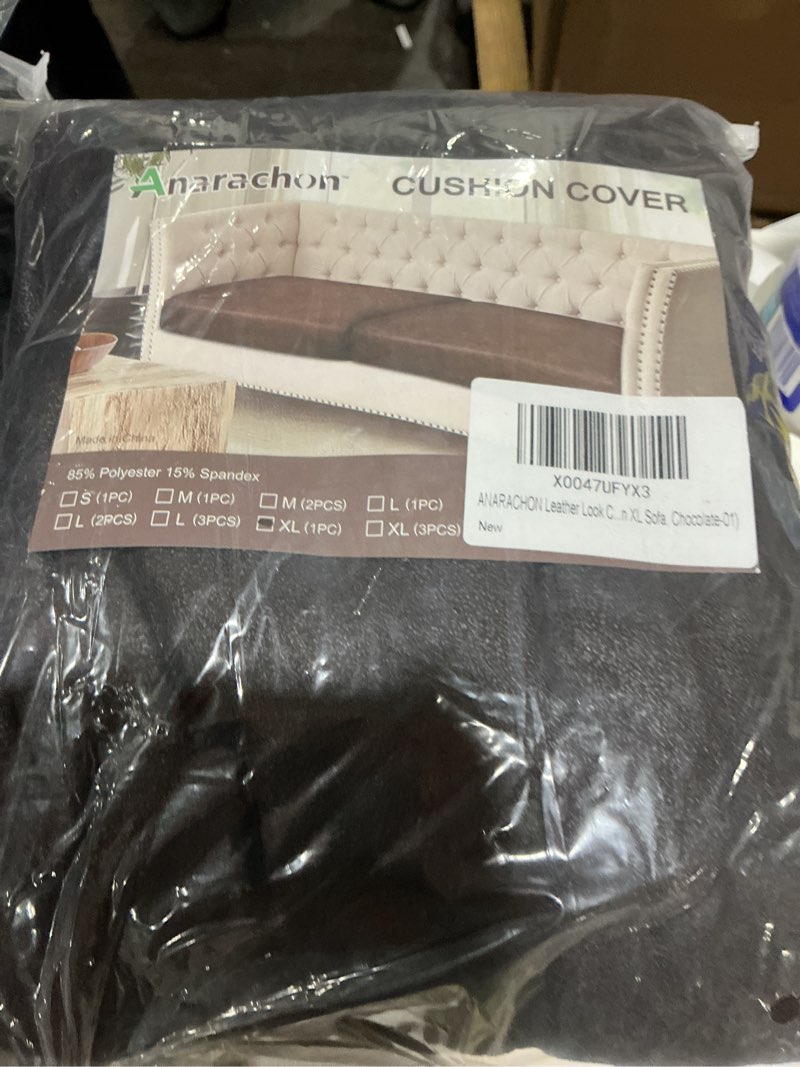 Anarachon™ CUSHION COVER
Made in China
85% Polyester 15% Spandex
S (1PC) M (1PC) M (2PCS) L (1PC)
L (2PCS) L (3PCS) XL (1PC) XL (3PCS)
X0047UFYX3
ANARACHON Leather Look C...n XL Sofa, Chocolate-01)
New